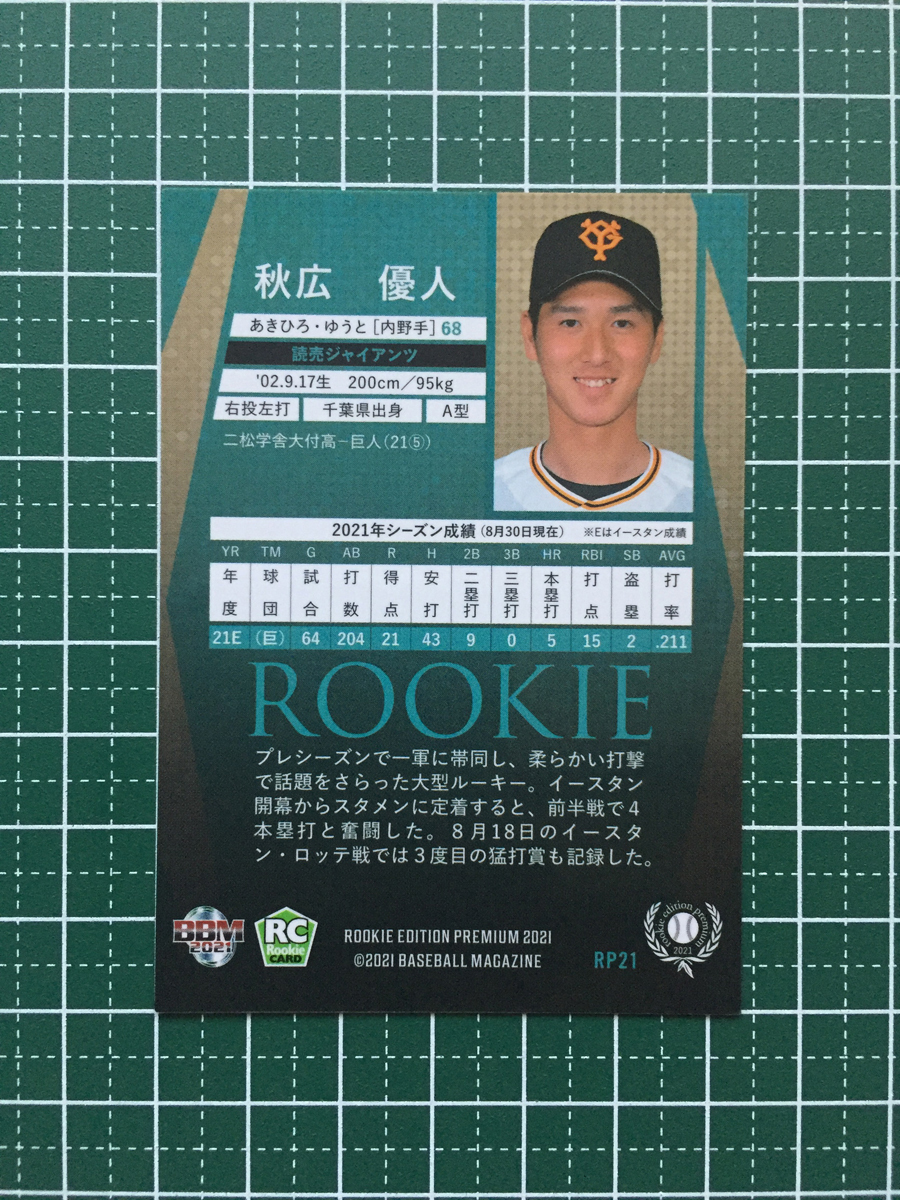 秋広 優人
あきひろ・ゆうと［内野手］68
読売ジャイアンツ
'02.9.17生 200cm／95kg
右投左打 千葉県出身 A型
二松学舎大付高－巨人（21⑤）
2021年シーズン成績（8月30日現在） ※Eはイースタン成績
YR TM G AB R H 2B 3B HR RBI SB AVG
年度 球団 試合 打数 得点 安打 二塁打 三塁打 本塁打 打点 盗塁 打率
21E （巨） 64 204 21 43 9 0 5 15 2 .211
ROOKIE
プレシーズンで一軍に帯同し、柔らかい打撃
で話題をさらった大型ルーキー。イースタン
開幕からスタメンに定着すると、前半戦で４
本塁打と奮闘した。８月18日のイースタ
ン・ロッテ戦では３度目の猛打賞も記録した。
BBM
2021
RC
Rookie
CARD
ROOKIE EDITION PREMIUM 2021
©2021 BASEBALL MAGAZINE
RP21
rookie edition premium
2021
YG